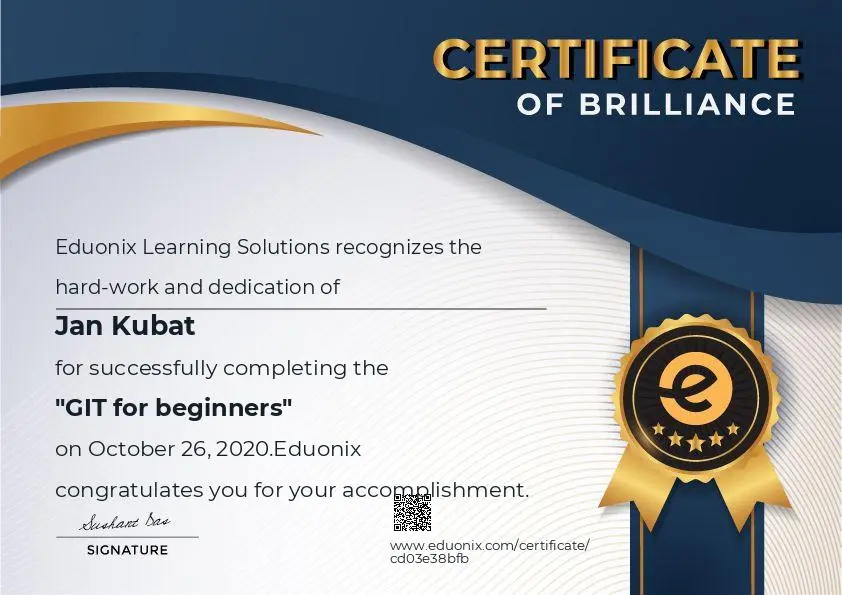 CERTIFICATE
OF BRILLIANCE
Eduonix Learning Solutions recognizes the
hard-work and dedication of
Jan Kubat
for successfully completing the
"GIT for beginners"
on October 26, 2020.Eduonix
congratulates you for your accomplishment.
Sushant Das
SIGNATURE
www.eduonix.com/certificate/
cd03e38bfb